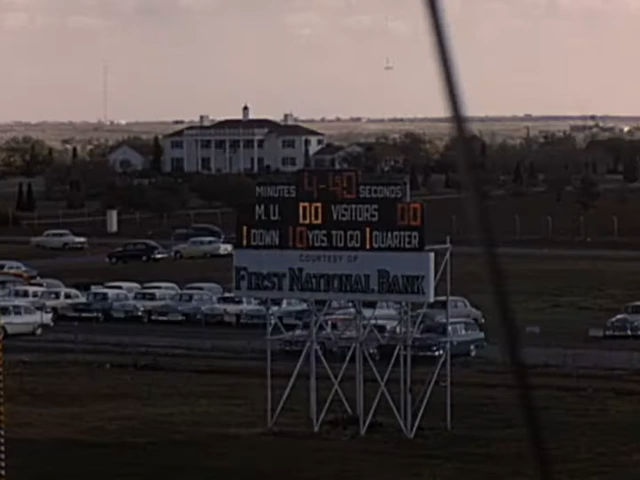 MINUTES 4-40 SECONDS
M.U. 00 VISITORS 00
1 DOWN 10 YDS TO GO 1 QUARTER
COURTESY OF
FIRST NATIONAL BANK